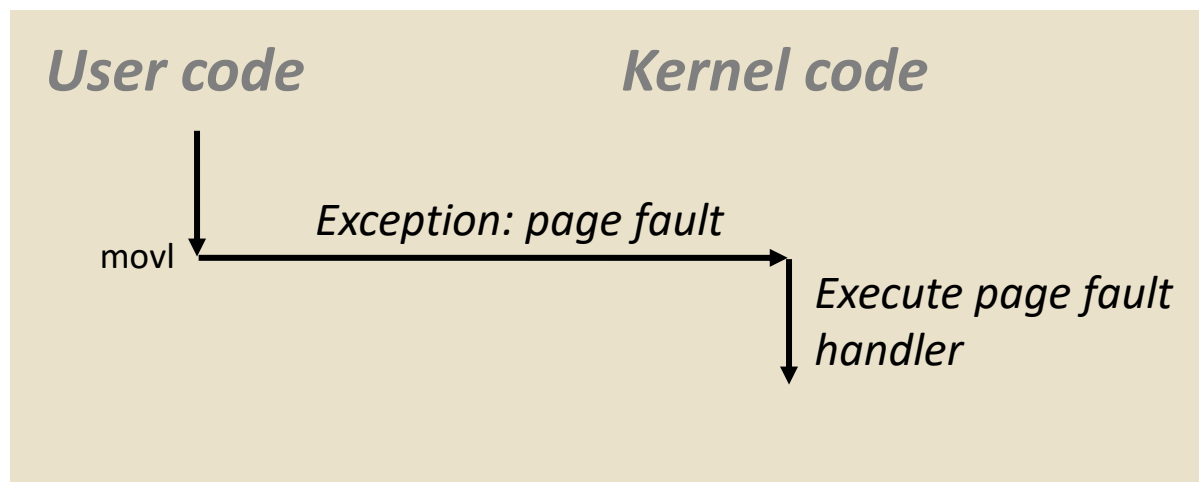 User code
Kernel code
Exception: page fault
movl
Execute page fault
handler